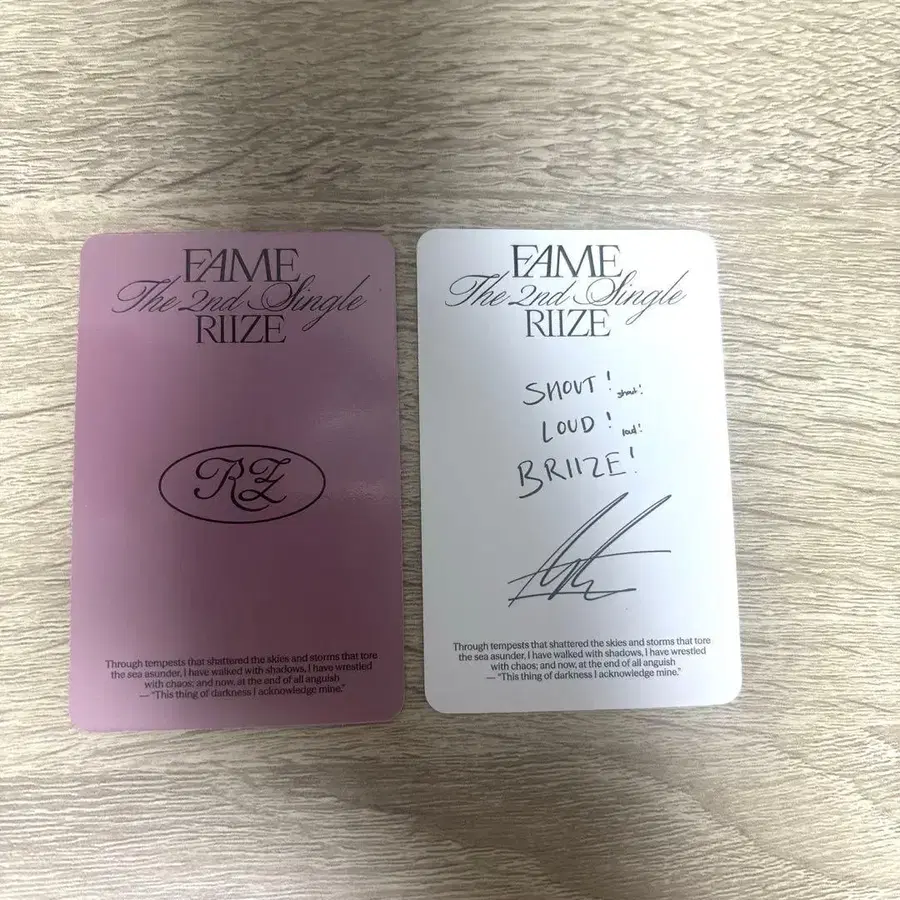 FAME
The 2nd Single
RIIZE
RZ
Through tempests that shattered the skies and storms that tore
the sea asunder, I have walked with shadows, I have wrestled
with chaos; and now, at the end of all anguish
— "This thing of darkness I acknowledge mine."
FAME
The 2nd Single
RIIZE
SHOUT! shout!
LOUD! loud!
BRIIZE!
Through tempests that shattered the skies and storms that tore
the sea asunder, I have walked with shadows, I have wrestled
with chaos; and now, at the end of all anguish
— "This thing of darkness I acknowledge mine."